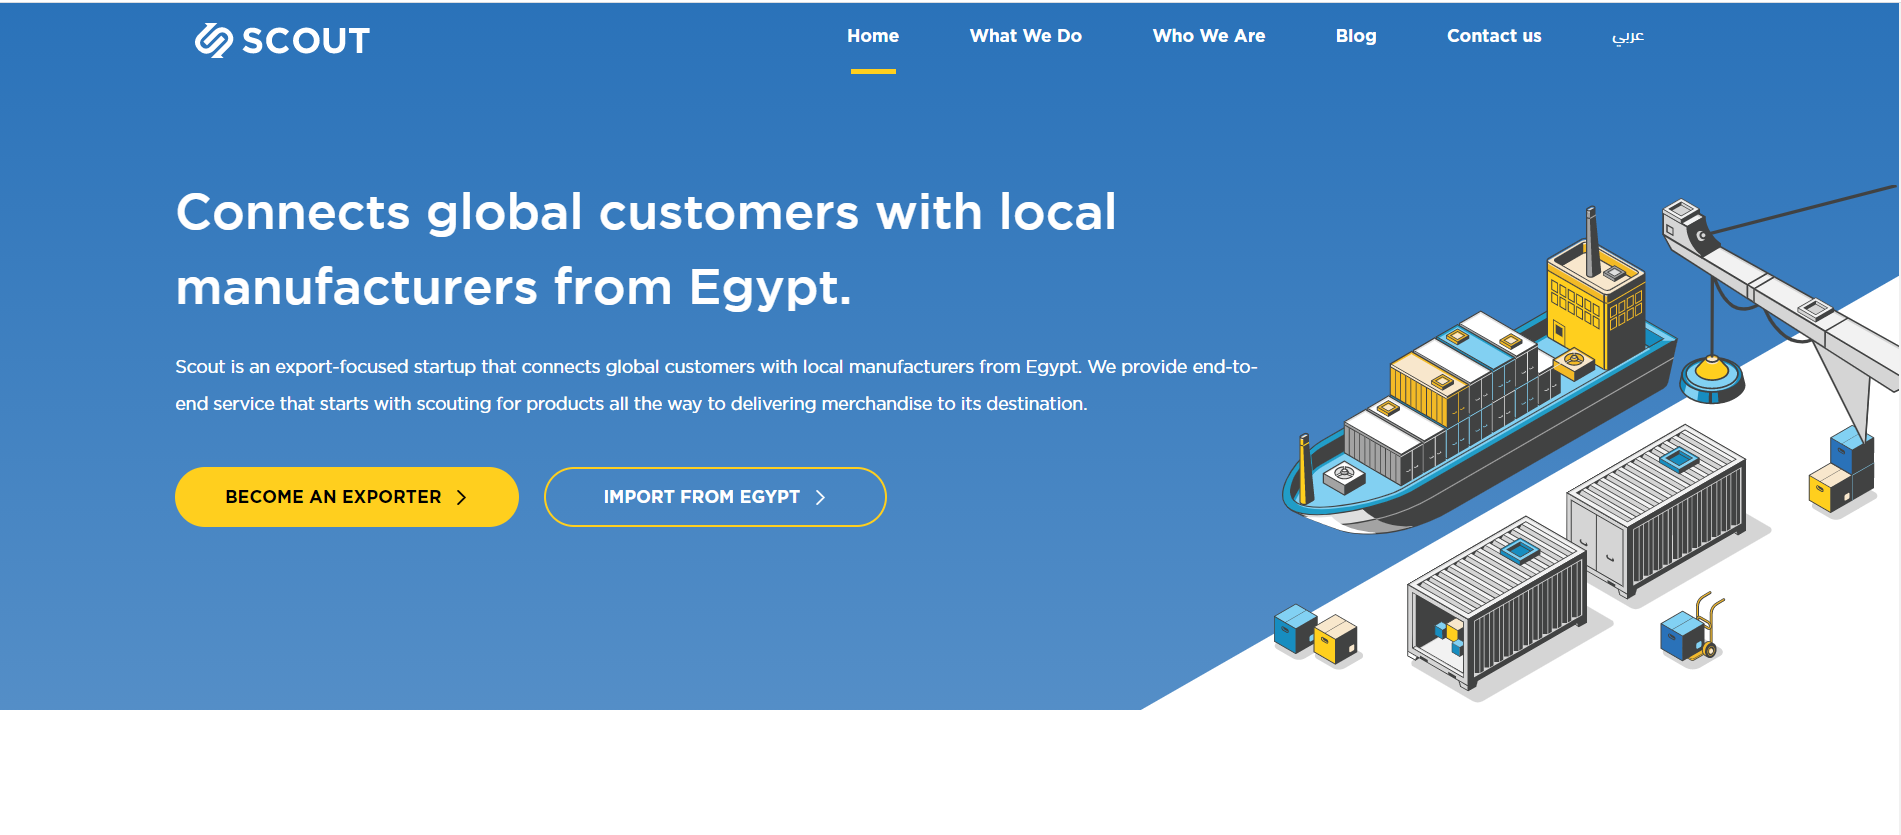 SCOUT
Home
What We Do
Who We Are
Blog
Contact us
عربي
Connects global customers with local
manufacturers from Egypt.
Scout is an export-focused startup that connects global customers with local manufacturers from Egypt. We provide end-to-
end service that starts with scouting for products all the way to delivering merchandise to its destination.
BECOME AN EXPORTER
IMPORT FROM EGYPT